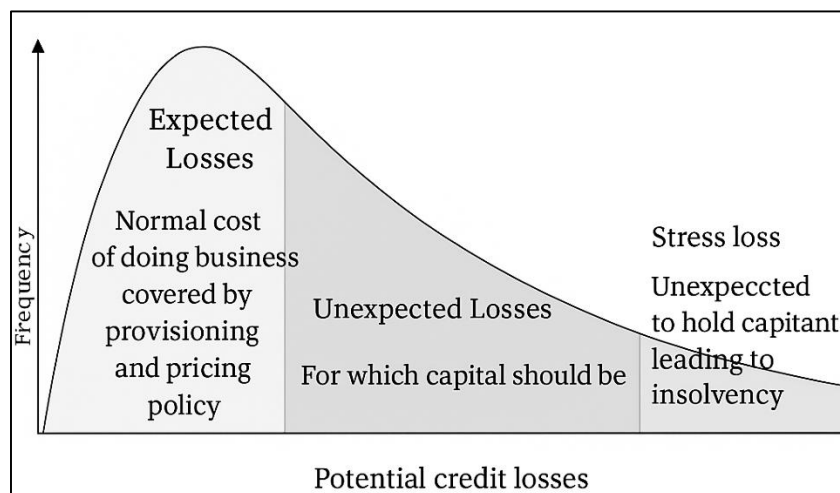 Frequency
Expected
Losses
Normal cost
of doing business
covered by
provisioning
and pricing
policy
Unexpected Losses
For which capital should be
Stress loss
Unexpeccted
to hold capitant
leading to
insolvency
Potential credit losses